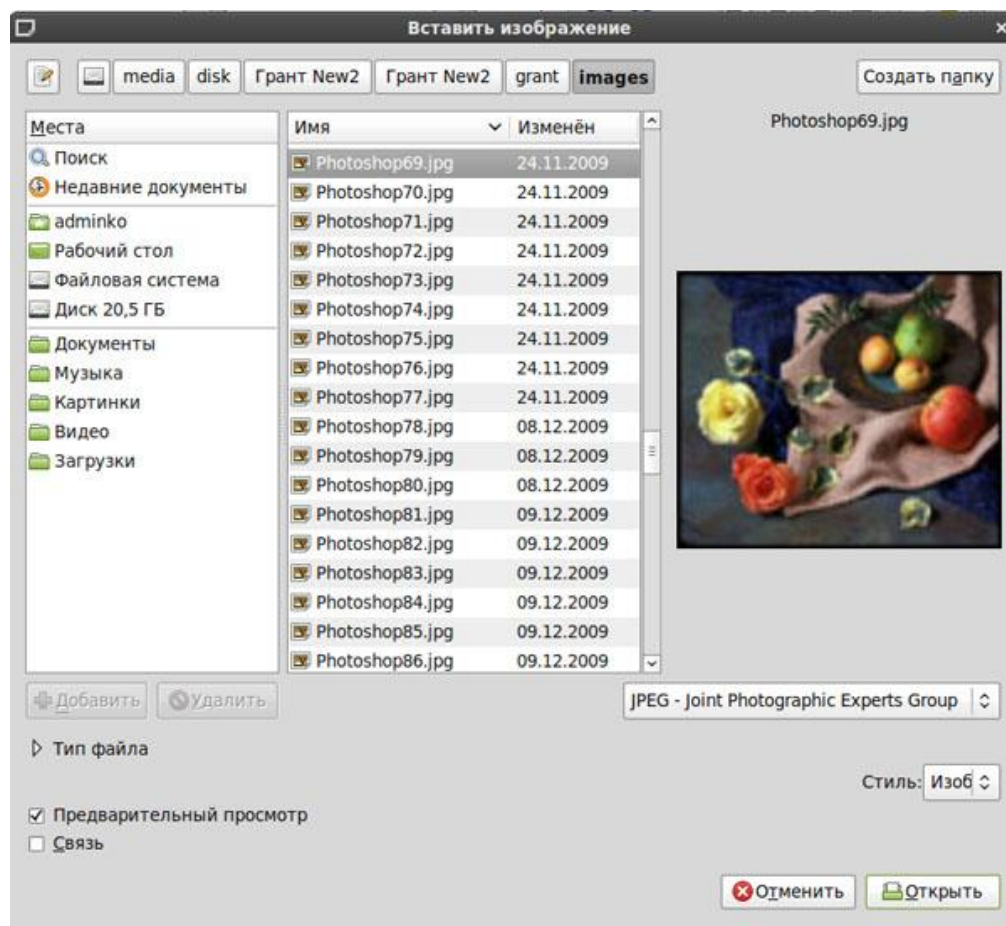 Вставить изображение
media disk Грант New2 Грант New2 grant images Создать папку
Места
Поиск
Недавние документы
adminko
Рабочий стол
Файловая система
Диск 20,5 ГБ
Документы
Музыка
Картинки
Видео
Загрузки
Имя Изменён
Photoshop69.jpg 24.11.2009
Photoshop70.jpg 24.11.2009
Photoshop71.jpg 24.11.2009
Photoshop72.jpg 24.11.2009
Photoshop73.jpg 24.11.2009
Photoshop74.jpg 24.11.2009
Photoshop75.jpg 24.11.2009
Photoshop76.jpg 24.11.2009
Photoshop77.jpg 24.11.2009
Photoshop78.jpg 08.12.2009
Photoshop79.jpg 08.12.2009
Photoshop80.jpg 08.12.2009
Photoshop81.jpg 09.12.2009
Photoshop82.jpg 09.12.2009
Photoshop83.jpg 09.12.2009
Photoshop84.jpg 09.12.2009
Photoshop85.jpg 09.12.2009
Photoshop86.jpg 09.12.2009
Photoshop69.jpg
Добавить Удалить
JPEG - Joint Photographic Experts Group
Тип файла
Стиль: Изоб
Предварительный просмотр
Связь
Отменить Открыть